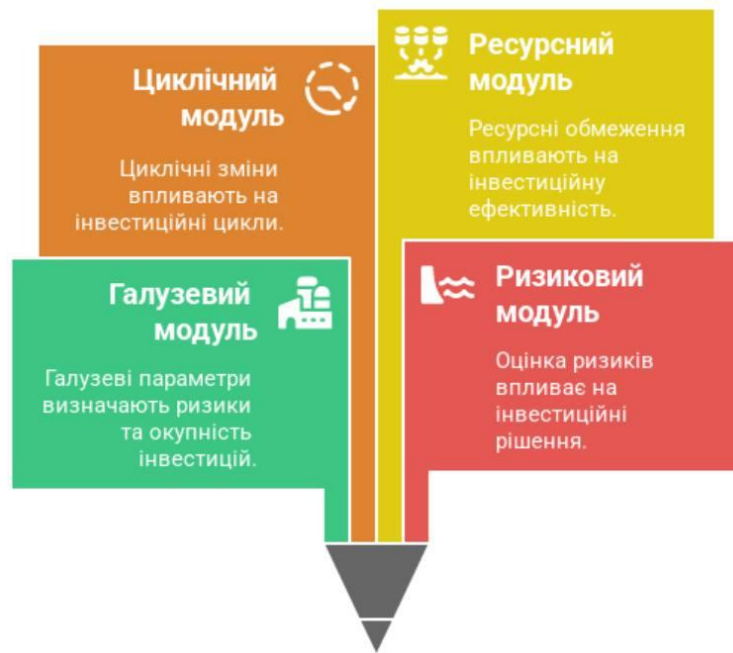 Циклічний
модуль
Циклічні зміни
впливають на
інвестиційні цикли.
Ресурсний
модуль
Ресурсні обмеження
впливають на
інвестиційну
ефективність.
Галузевий
модуль
Галузеві параметри
визначають ризики
та окупність
інвестицій.
Ризиковий
модуль
Оцінка ризиків
впливає на
інвестиційні
рішення.